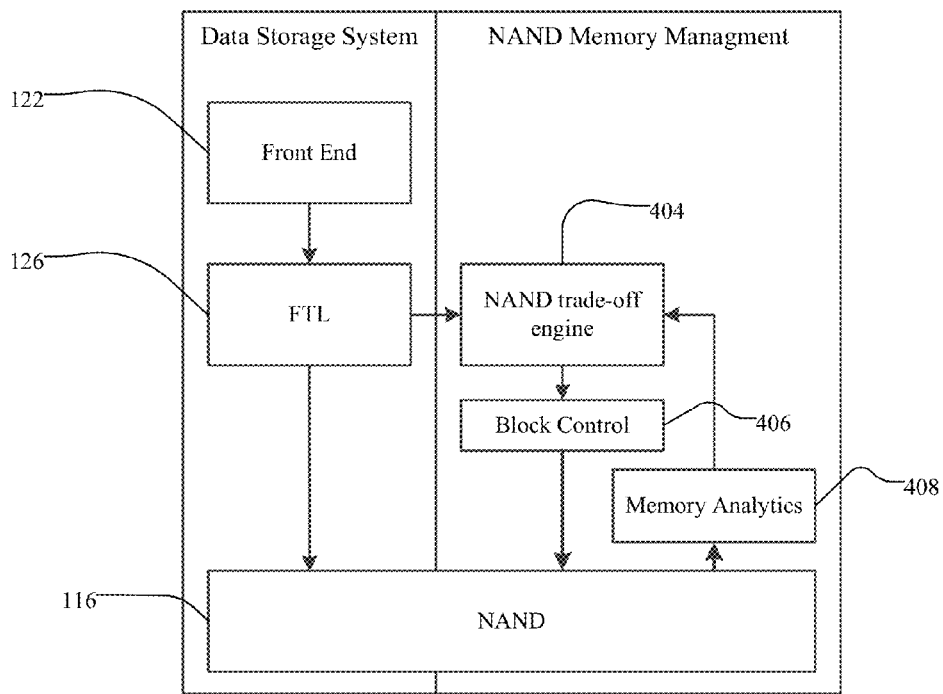 Data Storage System
NAND Memory Managment
122
Front End
404
126
FTL
NAND trade-off
engine
Block Control
406
Memory Analytics
408
116
NAND